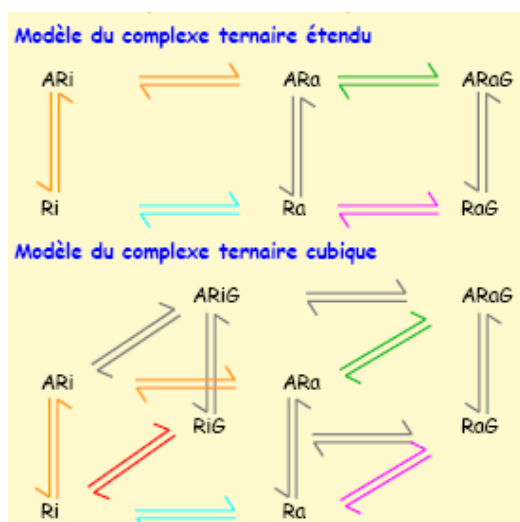 Modèle du complexe ternaire étendu
ARi ARa ARaG
Ri Ra RaG
Modèle du complexe ternaire cubique
ARiG ARaG
ARi ARa
RiG RaG
Ri Ra